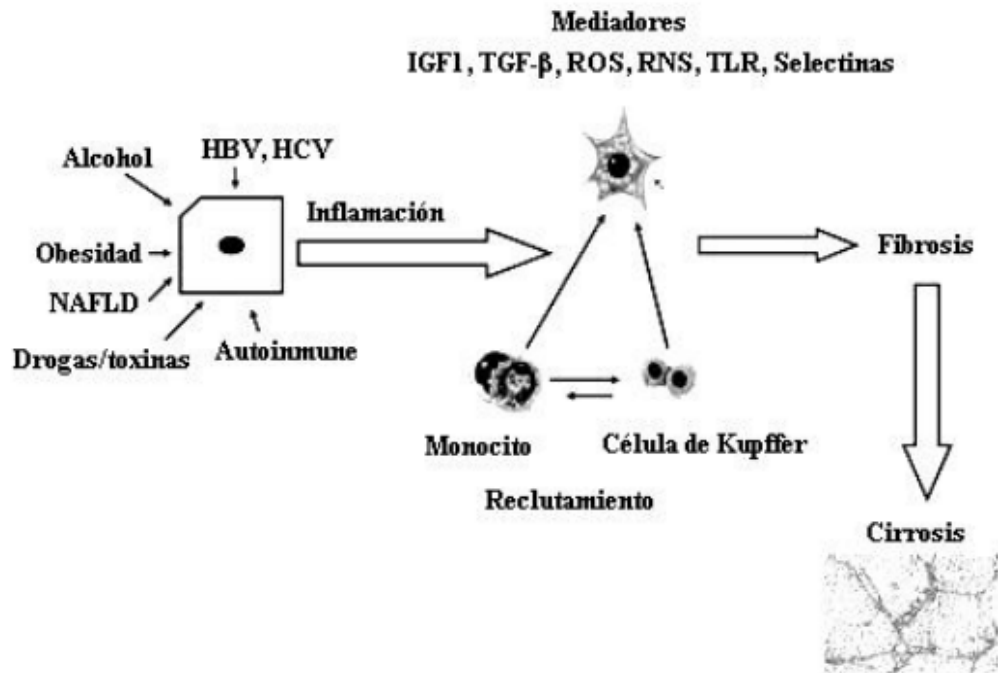 Mediadores
IGF1, TGF-β, ROS, RNS, TLR, Selectinas
HBV, HCV
Alcohol
Inflamación
Obesidad
Fibrosis
NAFLD
Drogas/toxinas
Autoinmune
Monocito
Célula de Kupffer
Reclutamiento
Cirrosis